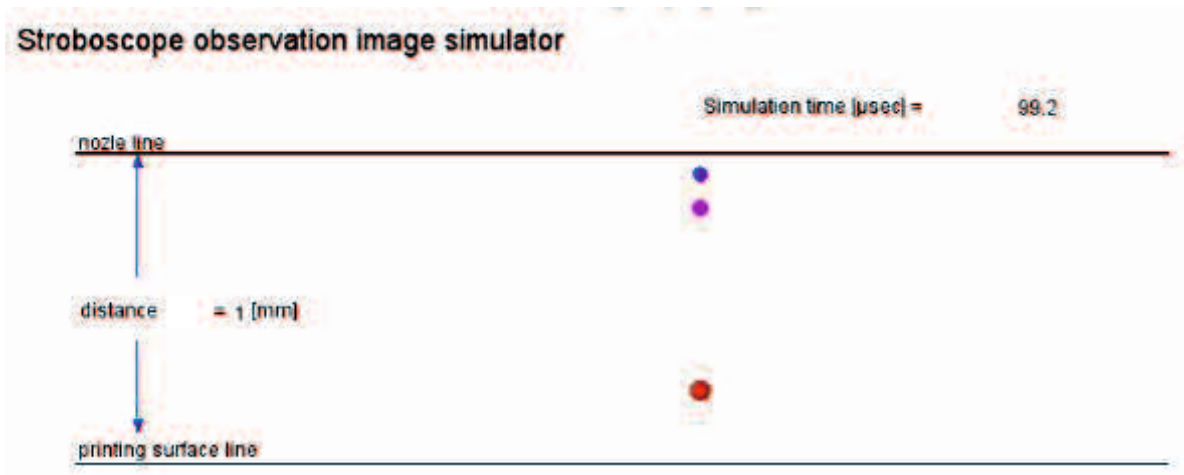 Stroboscope observation image simulator
Simulation time [µsec] = 99.2
nozle line
distance = 1 [mm]
printing surface line